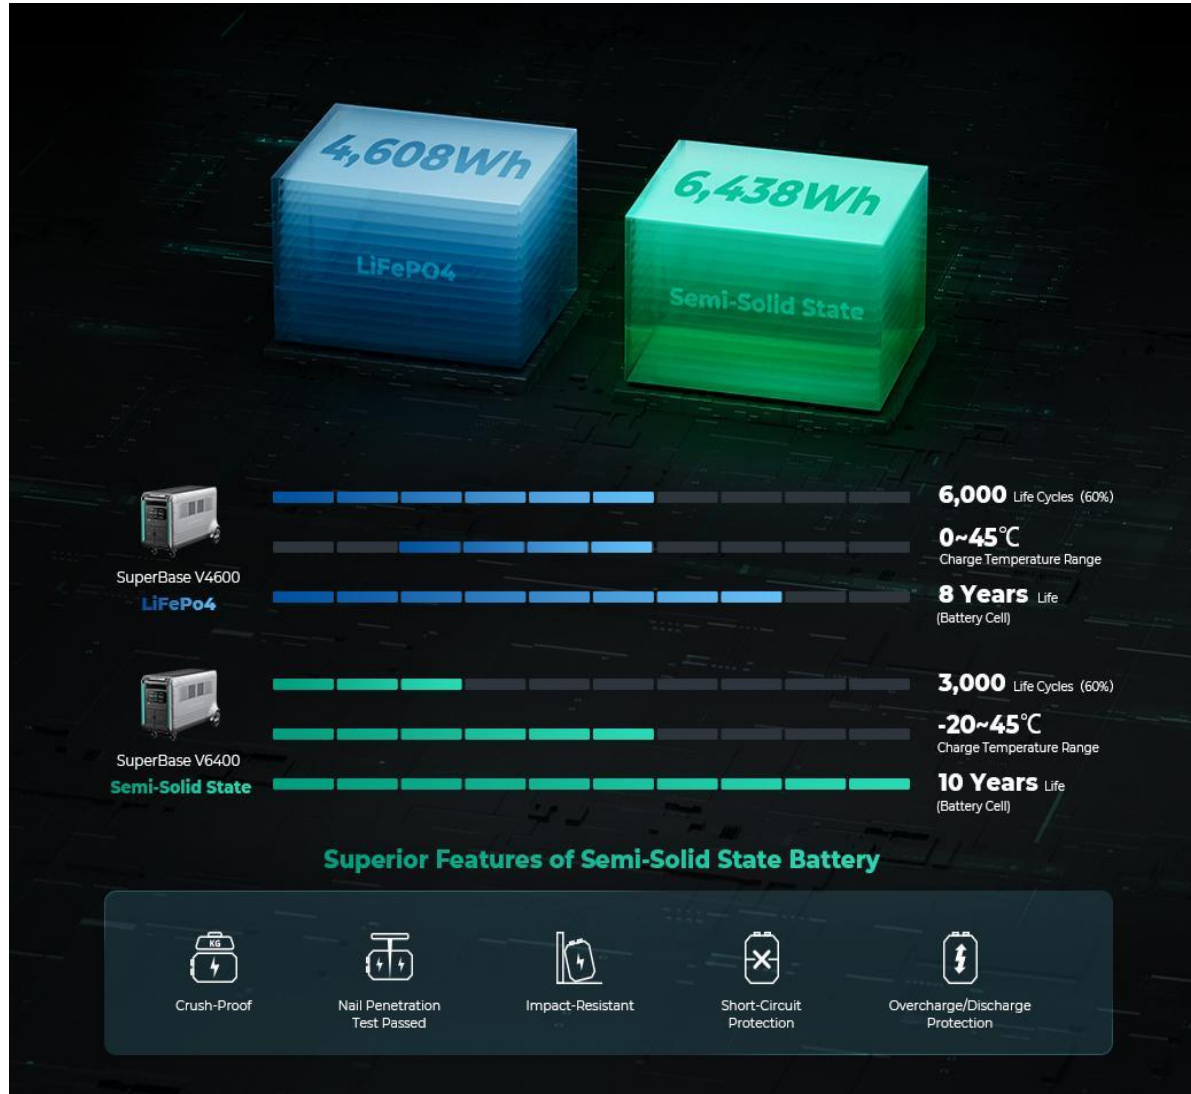 4,608Wh
LiFePO4
6,438Wh
Semi-Solid State
SuperBase V4600
LiFePo4
6,000 Life Cycles (60%)
0~45℃
Charge Temperature Range
8 Years Life
(Battery Cell)
SuperBase V6400
Semi-Solid State
3,000 Life Cycles (60%)
-20~45℃
Charge Temperature Range
10 Years Life
(Battery Cell)
Superior Features of Semi-Solid State Battery
KG
Crush-Proof
Nail Penetration
Test Passed
Impact-Resistant
Short-Circuit
Protection
Overcharge/Discharge
Protection